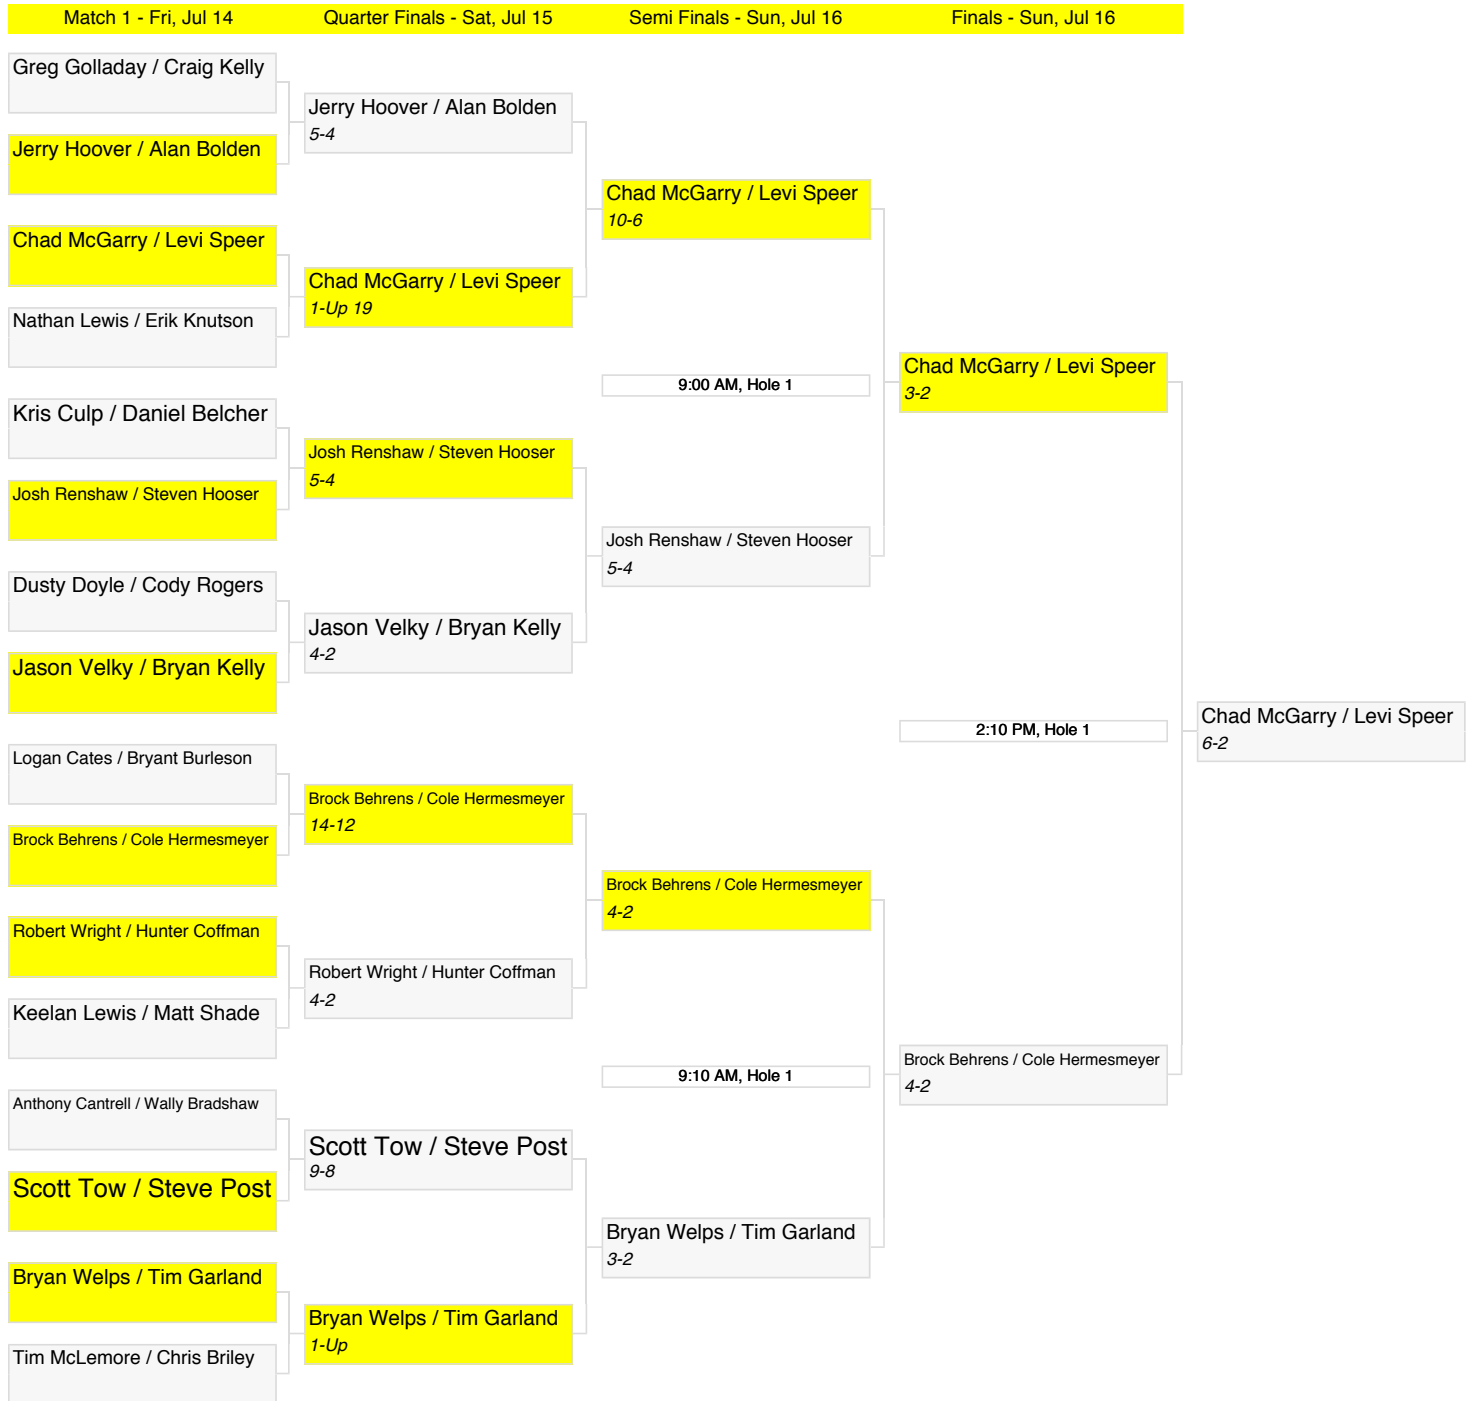 Match 1 - Fri, Jul 14
Quarter Finals - Sat, Jul 15
Semi Finals - Sun, Jul 16
Finals - Sun, Jul 16
Greg Golladay / Craig Kelly
Jerry Hoover / Alan Bolden
Chad McGarry / Levi Speer
Nathan Lewis / Erik Knutson
Kris Culp / Daniel Belcher
Josh Renshaw / Steven Hooser
Dusty Doyle / Cody Rogers
Jason Velky / Bryan Kelly
Logan Cates / Bryant Burleson
Brock Behrens / Cole Hermesmeyer
Robert Wright / Hunter Coffman
Keelan Lewis / Matt Shade
Anthony Cantrell / Wally Bradshaw
Scott Tow / Steve Post
Bryan Welps / Tim Garland
Tim McLemore / Chris Briley
Jerry Hoover / Alan Bolden
5-4
Chad McGarry / Levi Speer
1-Up 19
Josh Renshaw / Steven Hooser
5-4
Jason Velky / Bryan Kelly
4-2
Brock Behrens / Cole Hermesmeyer
14-12
Robert Wright / Hunter Coffman
4-2
Scott Tow / Steve Post
9-8
Bryan Welps / Tim Garland
1-Up
Chad McGarry / Levi Speer
10-6
9:00 AM, Hole 1
Josh Renshaw / Steven Hooser
5-4
Brock Behrens / Cole Hermesmeyer
4-2
9:10 AM, Hole 1
Bryan Welps / Tim Garland
3-2
Chad McGarry / Levi Speer
3-2
2:10 PM, Hole 1
Brock Behrens / Cole Hermesmeyer
4-2
Chad McGarry / Levi Speer
6-2